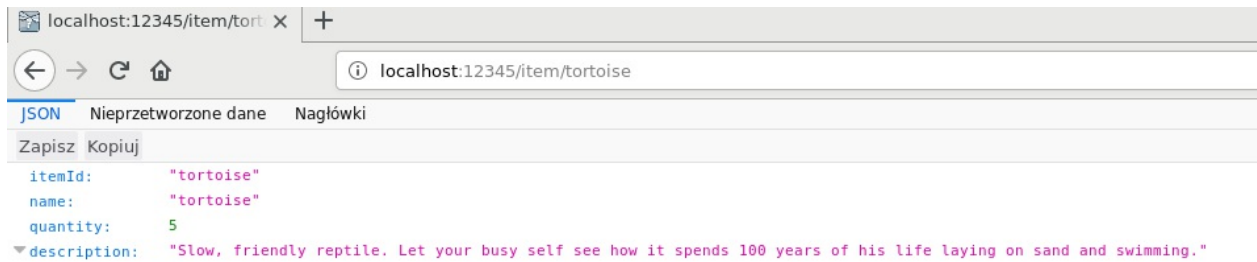 localhost:12345/item/tort
localhost:12345/item/tortoise
JSON Nieprzetworzone dane Nagłówki
Zapisz Kopiuj
itemId: "tortoise"
name: "tortoise"
quantity: 5
description: "Slow, friendly reptile. Let your busy self see how it spends 100 years of his life laying on sand and swimming."